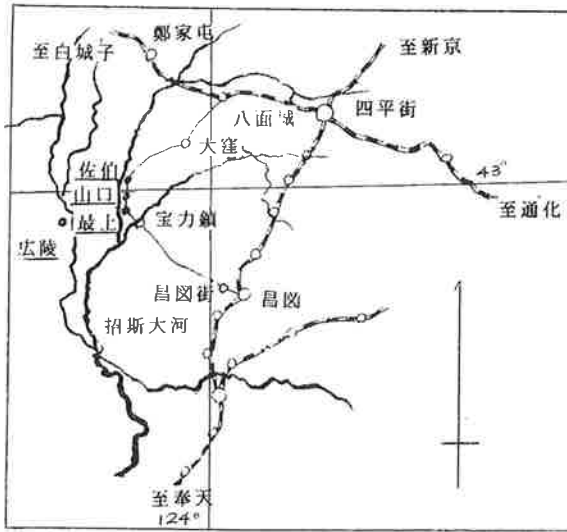 鄭家屯
至新京
至白城子
四平街
八面城
大窪
佐伯
43°
山口
至通化
最上
宝力鎮
広陵
昌図街
昌図
招斯大河
至奉天
124°